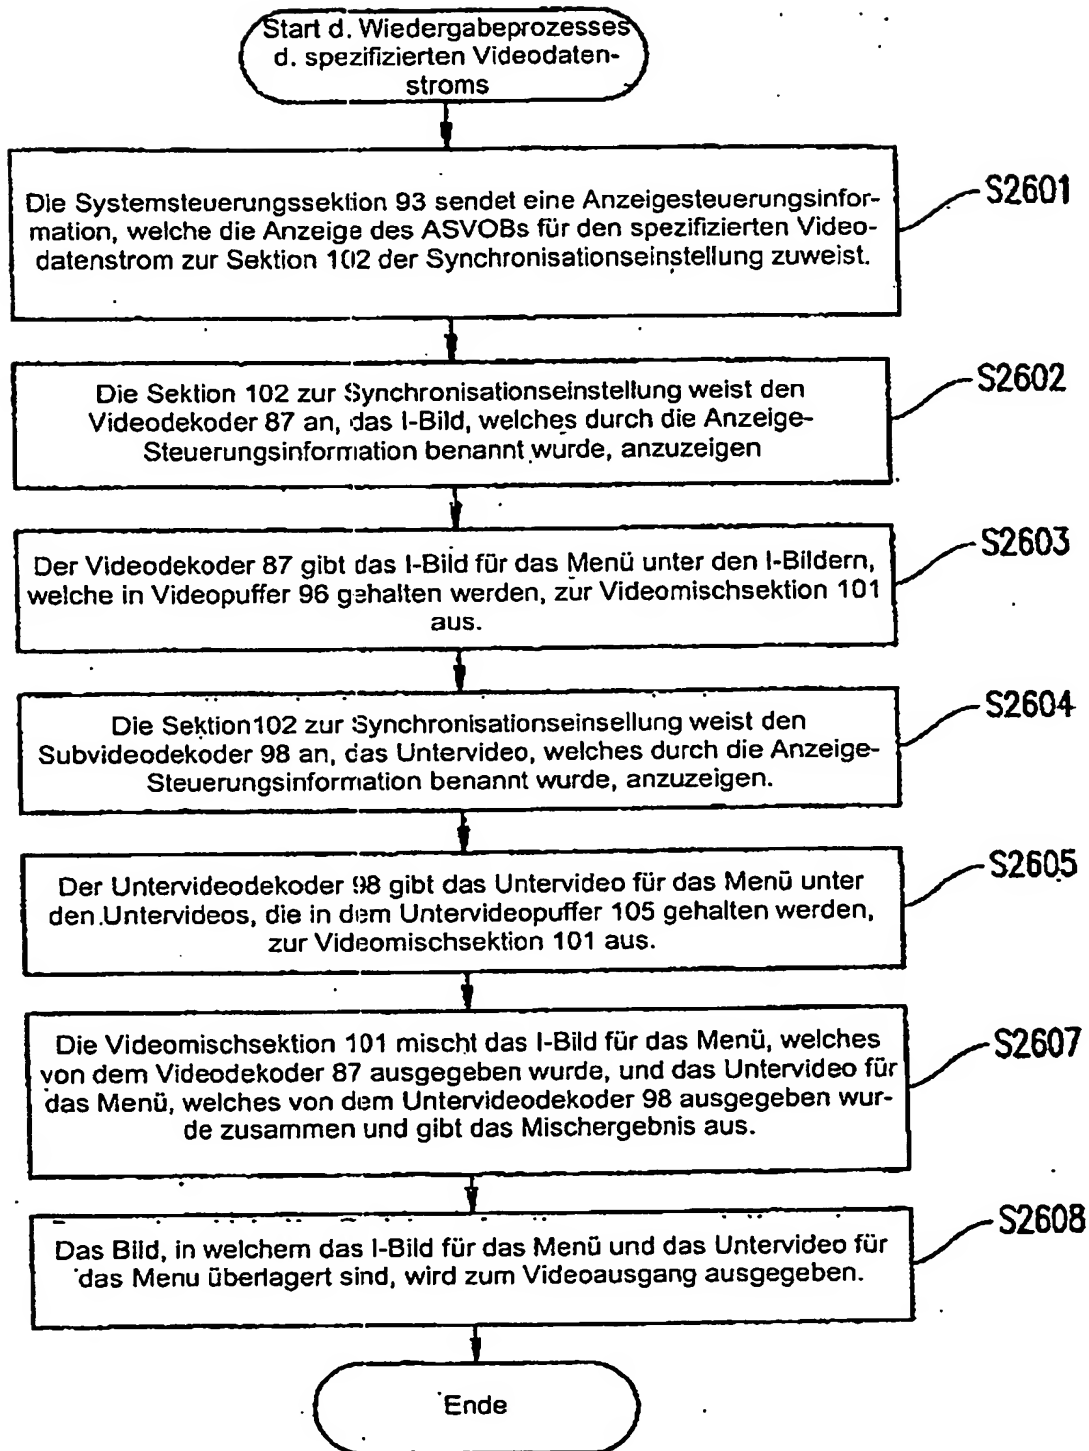 Start d. Wiedergabeprozesses
d. spezifizierten Videodaten-
stroms
Die Systemsteuerungssektion 93 sendet eine Anzeigesteuerungsinfor-
mation, welche die Anzeige des ASVOBs für den spezifizierten Video-
datenstrom zur Sektion 102 der Synchronisationseinstellung zuweist.
S2601
Die Sektion 102 zur Synchronisationseinstellung weist den
Videodekoder 87 an, das I-Bild, welches durch die Anzeige-
Steuerungsinformation benannt wurde, anzuzeigen
S2602
Der Videodekoder 87 gibt das I-Bild für das Menü unter den I-Bildern,
welche in Videopuffer 96 gehalten werden, zur Videomischsektion 101
aus.
S2603
Die Sektion102 zur Synchronisationseinsellung weist den
Subvideodekoder 98 an, das Untervideo, welches durch die Anzeige-
Steuerungsinformation benannt wurde, anzuzeigen.
S2604
Der Untervideodekoder 98 gibt das Untervideo für das Menü unter
den Untervideos, die in dem Untervideopuffer 105 gehalten werden,
zur Videomischsektion 101 aus.
S2605
Die Videomischsektion 101 mischt das I-Bild für das Menü, welches
von dem Videodekoder 87 ausgegeben wurde, und das Untervideo für
das Menü, welches von dem Untervideodekoder 98 ausgegeben wur-
de zusammen und gibt das Mischergebnis aus.
S2607
Das Bild, in welchem das I-Bild für das Menü und das Untervideo für
das Menu überlagert sind, wird zum Videoausgang ausgegeben.
S2608
Ende